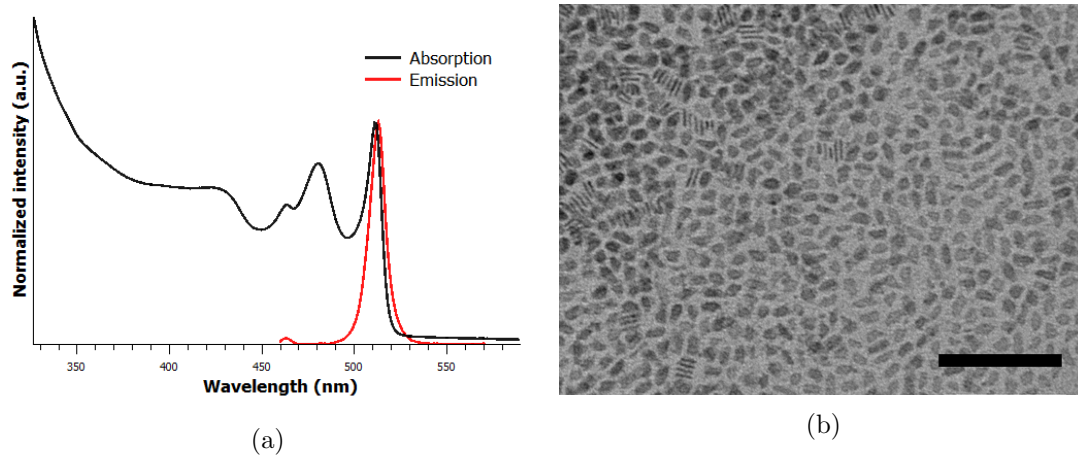 Normalized intensity (a.u.)
Absorption
Emission
350
400
450
500
550
Wavelength (nm)
(a)
(b)